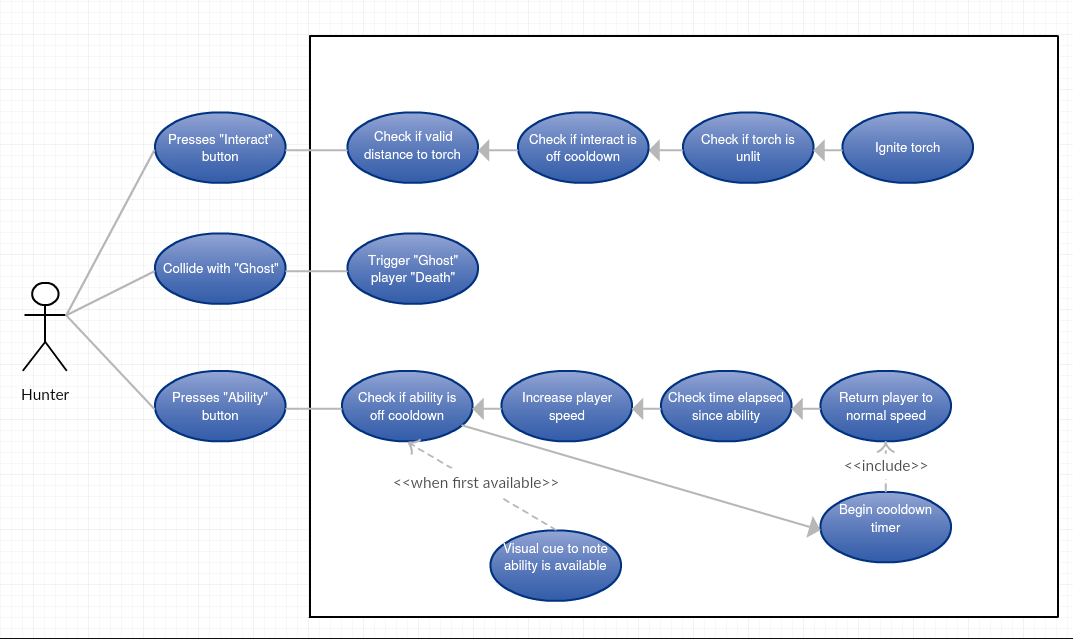 Presses "Interact"
button
Check if valid
distance to torch
Check if interact is
off cooldown
Check if torch is
unlit
Ignite torch
Collide with "Ghost"
Trigger "Ghost"
player "Death"
Hunter
Presses "Ability"
button
Check if ability is
off cooldown
Increase player
speed
Check time elapsed
since ability
Return player to
normal speed
<<when first available>>
<<include>>
Begin cooldown
timer
Visual cue to note
ability is available